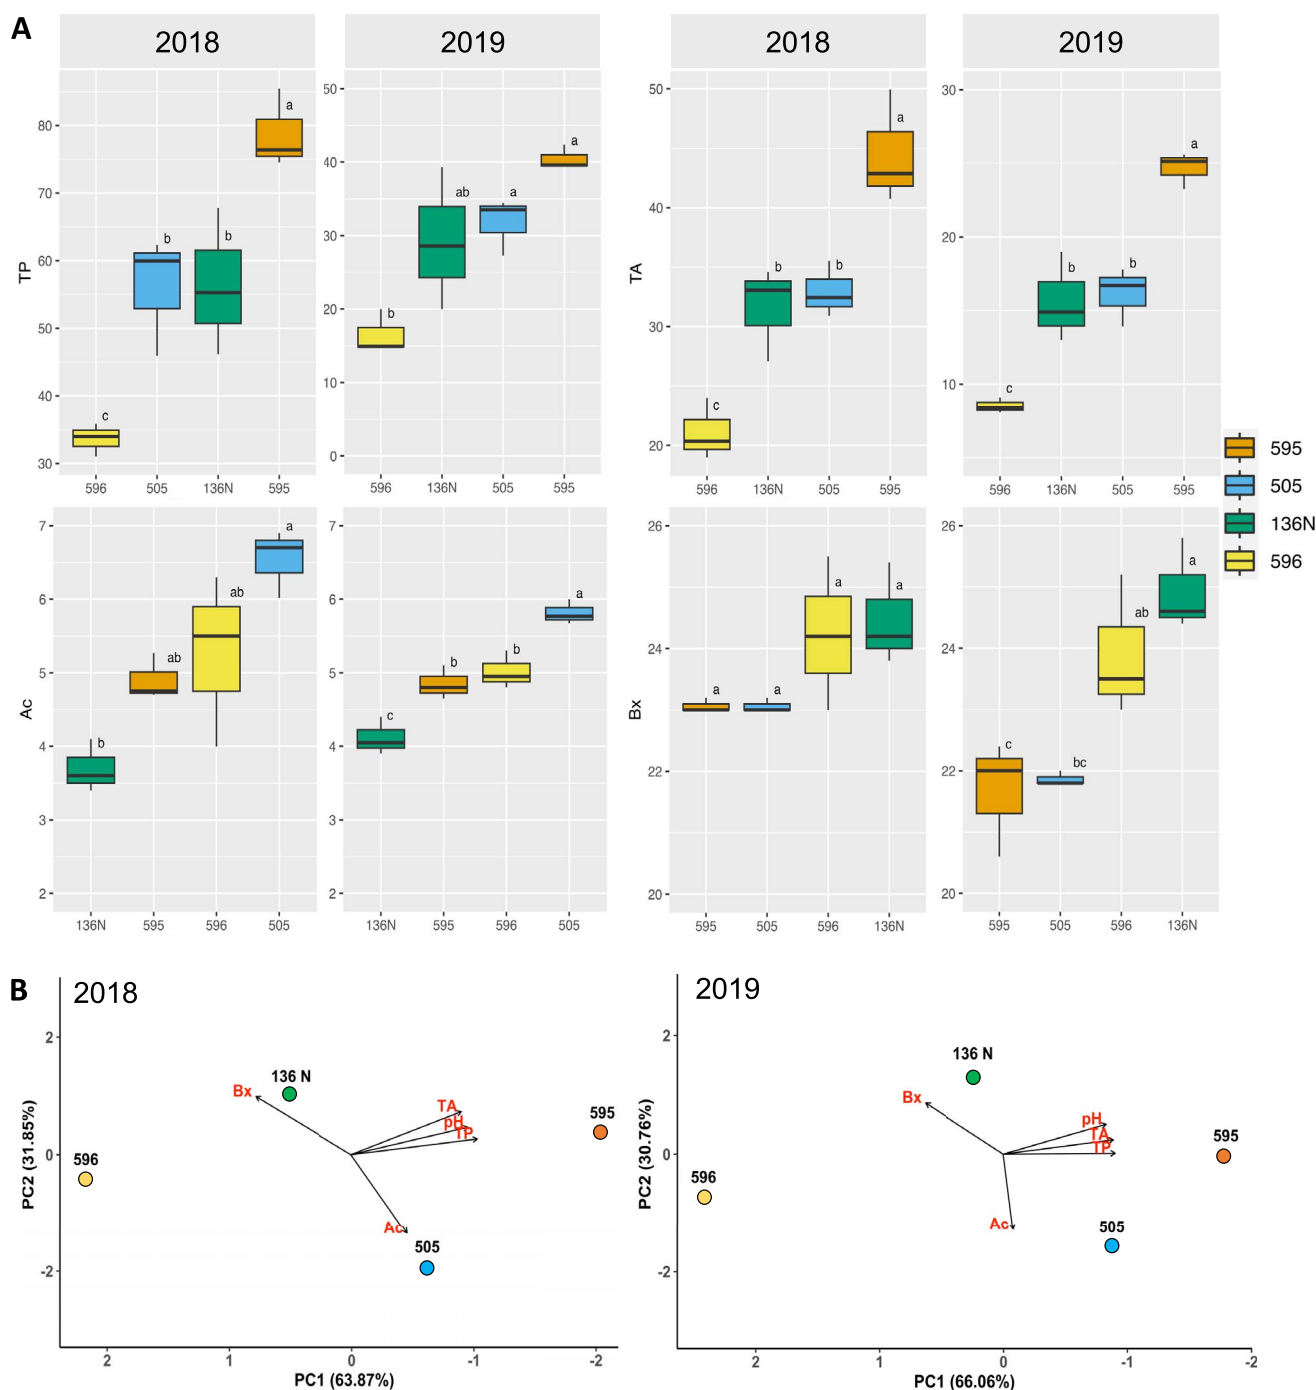 A
2018
2019
2018
2019
TP
80
70
60
50
40
30
c
b
b
a
596
505
136N
595
50
40
30
20
10
0
b
ab
a
a
596
136N
505
595
TA
50
40
30
20
c
b
b
a
596
136N
505
595
30
20
10
c
b
b
a
596
136N
505
595
595
505
136N
596
Ac
7
6
5
4
3
2
b
ab
ab
a
136N
595
596
505
7
6
5
4
3
2
c
b
b
a
136N
595
596
505
Bx
26
24
22
20
a
a
a
a
595
505
596
136N
26
24
22
20
c
bc
ab
a
595
505
596
136N
B
2018
PC2 (31.85%)
2
0
-2
136 N
Bx
TA
pH
TP
595
596
Ac
505
2
1
0
-1
-2
PC1 (63.87%)
2019
PC2 (30.76%)
2
0
-2
136 N
Bx
pH
TA
TP
595
596
Ac
505
2
1
0
-1
-2
PC1 (66.06%)